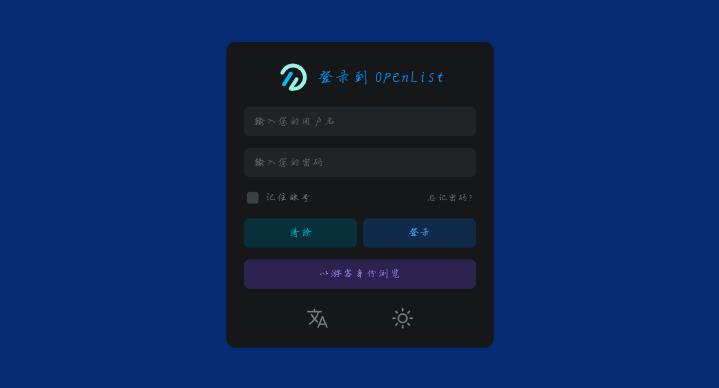 登录到 OpenList
输入您的用户名
输入您的密码
记住账号
忘记密码?
清除
登录
以游客身份浏览